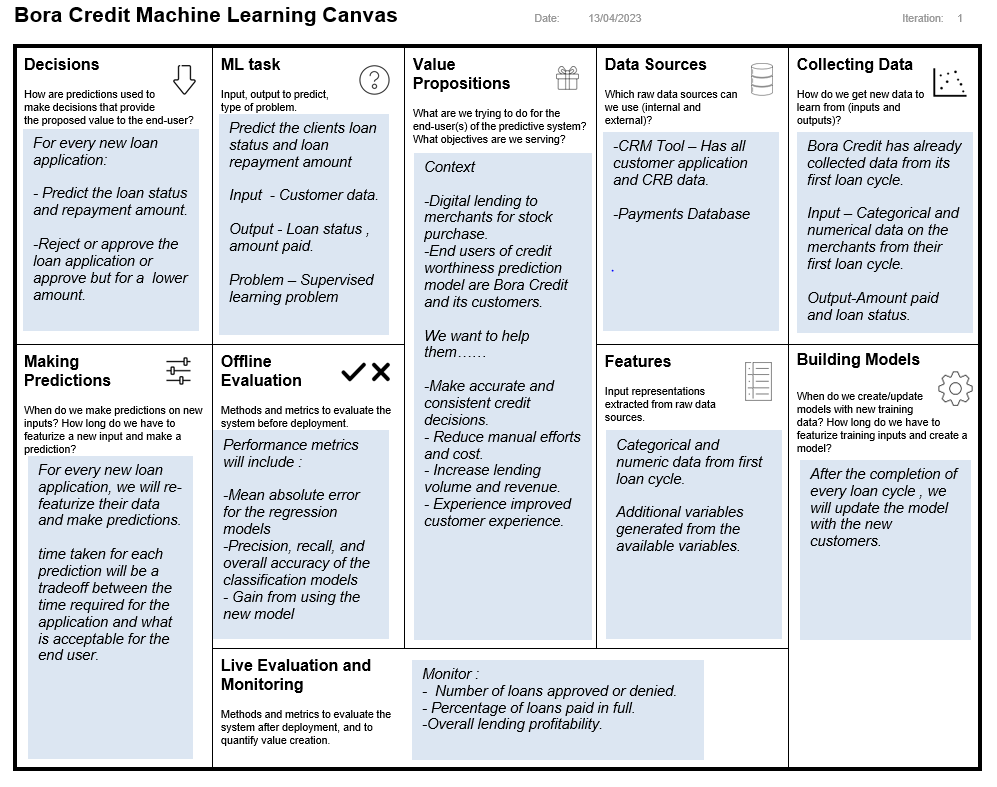 Bora Credit Machine Learning Canvas
Date: 13/04/2023
Iteration: 1
Decisions
How are predictions used to
make decisions that provide
the proposed value to the end-user?
For every new loan
application:
- Predict the loan status
and repayment amount.
-Reject or approve the
loan application or
approve but for a lower
amount.
ML task
Input, output to predict,
type of problem.
Predict the clients loan
status and loan
repayment amount
Input - Customer data.
Output - Loan status ,
amount paid.
Problem – Supervised
learning problem
Value
Propositions
What are we trying to do for the
end-user(s) of the predictive system?
What objectives are we serving?
Context
-Digital lending to
merchants for stock
purchase.
-End users of credit
worthiness prediction
model are Bora Credit
and its customers.
We want to help
them……
-Make accurate and
consistent credit
decisions.
- Reduce manual efforts
and cost.
- Increase lending
volume and revenue.
- Experience improved
customer experience.
Data Sources
Which raw data sources can
we use (internal and
external)?
-CRM Tool – Has all
customer application
and CRB data.
-Payments Database
Collecting Data
How do we get new data to
learn from (inputs and
outputs)?
Bora Credit has already
collected data from its
first loan cycle.
Input – Categorical and
numerical data on the
merchants from their
first loan cycle.
Output-Amount paid
and loan status.
Making
Predictions
When do we make predictions on new
inputs? How long do we have to
featurize a new input and make a
prediction?
For every new loan
application, we will re-
featurize their data
and make predictions.
time taken for each
prediction will be a
tradeoff between the
time required for the
application and what
is acceptable for the
end user.
Offline
Evaluation
Methods and metrics to evaluate the
system before deployment.
Performance metrics
will include :
-Mean absolute error
for the regression
models
-Precision, recall, and
overall accuracy of the
classification models
- Gain from using the
new model
Features
Input representations
extracted from raw data
sources.
Categorical and
numeric data from first
loan cycle.
Additional variables
generated from the
available variables.
Building Models
When do we create/update
models with new training
data? How long do we have to
featurize training inputs and create a
model?
After the completion of
every loan cycle , we
will update the model
with the new
customers.
Live Evaluation and
Monitoring
Methods and metrics to evaluate the
system after deployment, and to
quantify value creation.
Monitor :
- Number of loans approved or denied.
- Percentage of loans paid in full.
-Overall lending profitability.